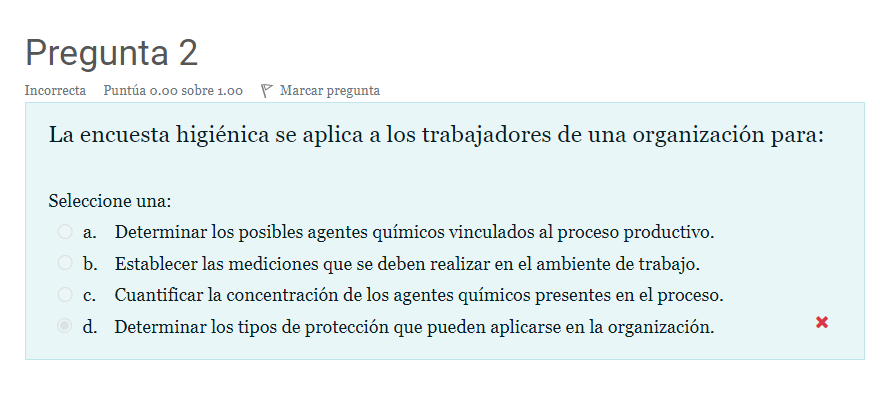 Pregunta 2
Incorrecta Puntúa 0.00 sobre 1.00 Marcar pregunta
La encuesta higiénica se aplica a los trabajadores de una organización para:
Seleccione una:
a. Determinar los posibles agentes químicos vinculados al proceso productivo.
b. Establecer las mediciones que se deben realizar en el ambiente de trabajo.
c. Cuantificar la concentración de los agentes químicos presentes en el proceso.
d. Determinar los tipos de protección que pueden aplicarse en la organización.